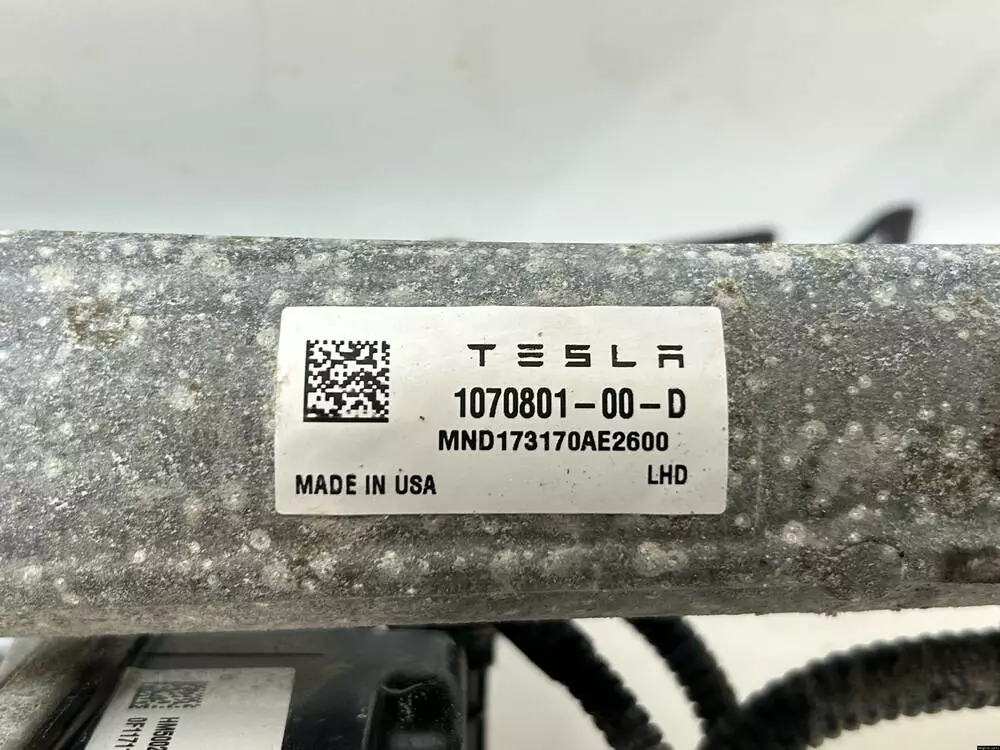 TESLA
1070801-00-D
MND173170AE2600
LHD
MADE IN USA